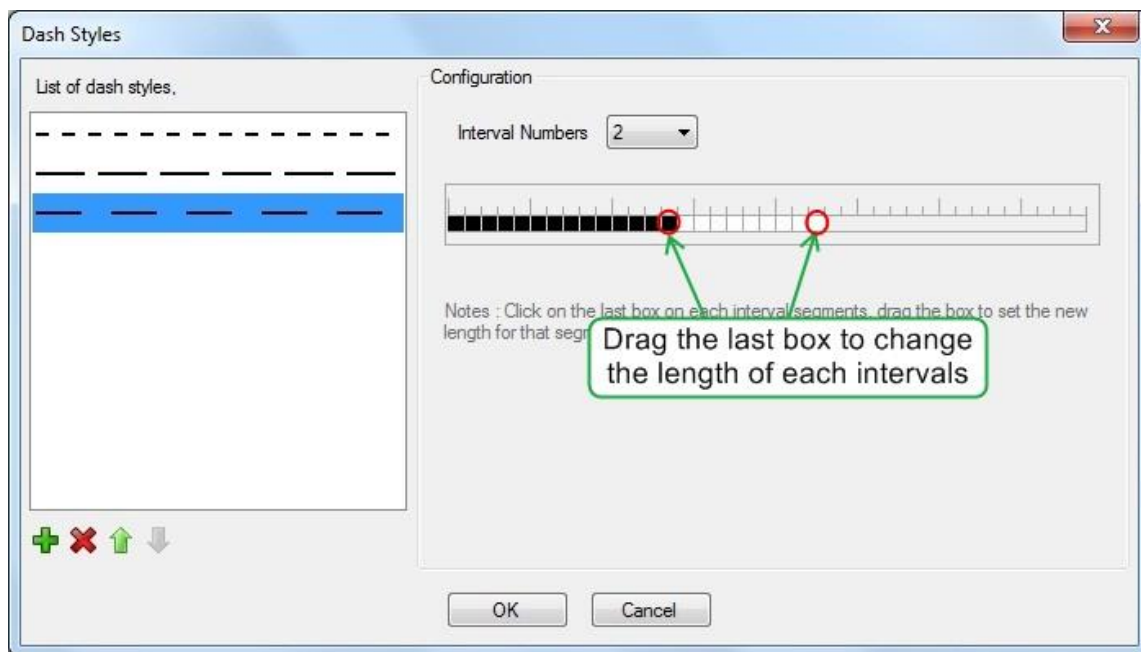 Dash Styles
List of dash styles,
Configuration
Interval Numbers 2
Notes : Click on the last box on each interval segments, drag the box to set the new
length for that
Drag the last box to change
the length of each intervals
OK
Cancel